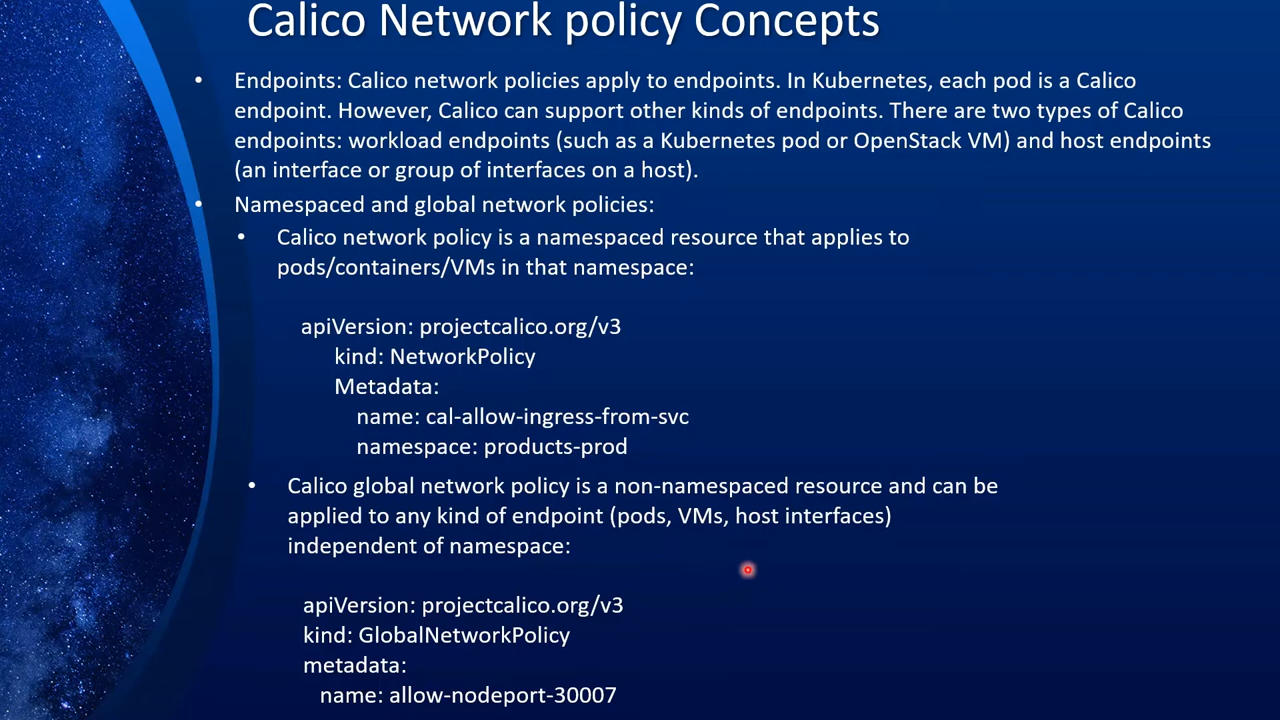 Calico Network policy Concepts
• Endpoints: Calico network policies apply to endpoints. In Kubernetes, each pod is a Calico
endpoint. However, Calico can support other kinds of endpoints. There are two types of Calico
endpoints: workload endpoints (such as a Kubernetes pod or OpenStack VM) and host endpoints
(an interface or group of interfaces on a host).
• Namespaced and global network policies:
• Calico network policy is a namespaced resource that applies to
pods/containers/VMs in that namespace:
apiVersion: projectcalico.org/v3
kind: NetworkPolicy
Metadata:
name: cal-allow-ingress-from-svc
namespace: products-prod
• Calico global network policy is a non-namespaced resource and can be
applied to any kind of endpoint (pods, VMs, host interfaces)
independent of namespace:
apiVersion: projectcalico.org/v3
kind: GlobalNetworkPolicy
metadata:
name: allow-nodeport-30007